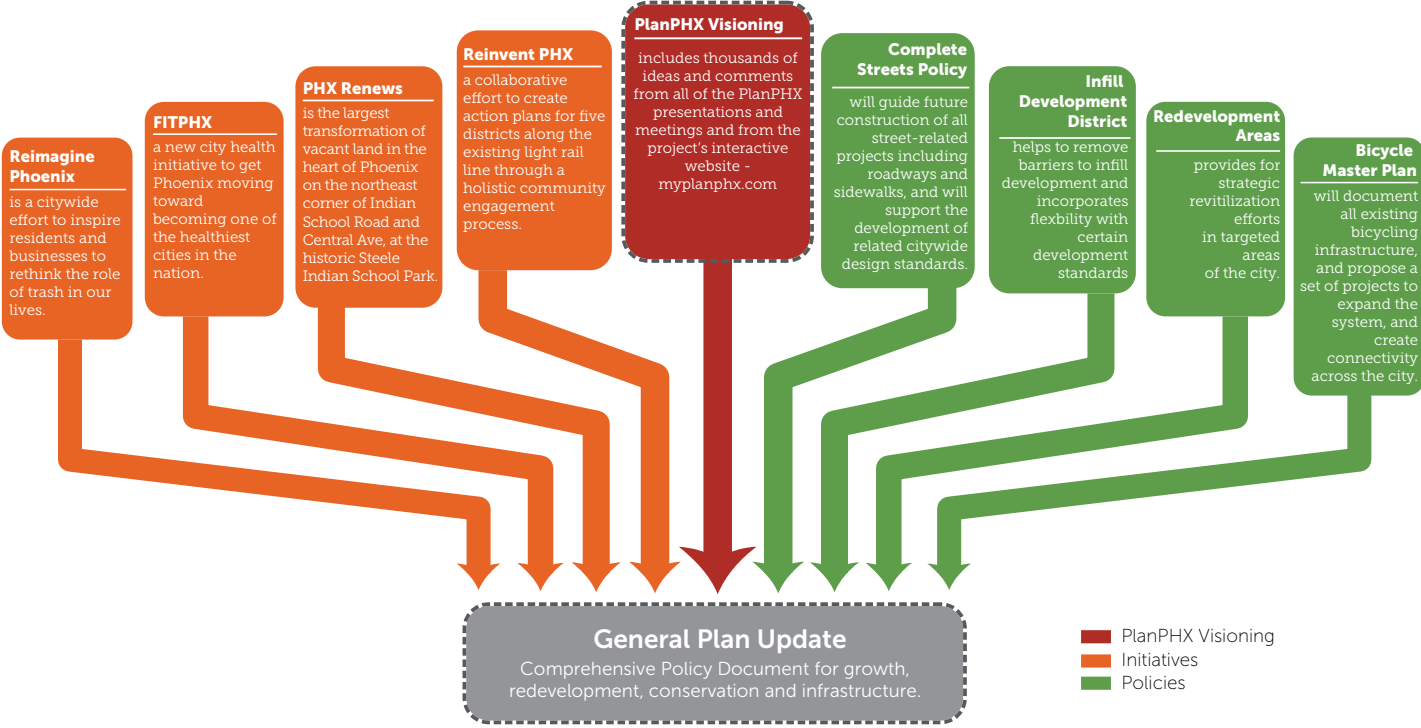 Reimagine
Phoenix
is a citywide
effort to inspire
residents and
businesses to
rethink the role
of trash in our
lives.
FITPHX
a new city health
initiative to get
Phoenix moving
toward
becoming one of
the healthiest
cities in the
nation.
PHX Renews
is the largest
transformation of
vacant land in the
heart of Phoenix
on the northeast
corner of Indian
School Road and
Central Ave, at the
historic Steele
Indian School Park.
Reinvent PHX
a collaborative
effort to create
action plans for five
districts along the
existing light rail
line through a
holistic community
engagement
process.
PlanPHX Visioning
includes thousands of
ideas and comments
from all of the PlanPHX
presentations and
meetings and from the
project's interactive
website -
myplanphx.com
Complete
Streets Policy
will guide future
construction of all
street-related
projects including
roadways and
sidewalks, and will
support the
development of
related citywide
design standards.
Infill
Development
District
helps to remove
barriers to infill
development and
incorporates
flexbility with
certain
development
standards
Redevelopment
Areas
provides for
strategic
revitilization
efforts
in targeted
areas
of the city.
Bicycle
Master Plan
will document
all existing
bicycling
infrastructure,
and propose a
set of projects to
expand the
system, and
create
connectivity
across the city.
General Plan Update
Comprehensive Policy Document for growth,
redevelopment, conservation and infrastructure.
PlanPHX Visioning
Initiatives
Policies